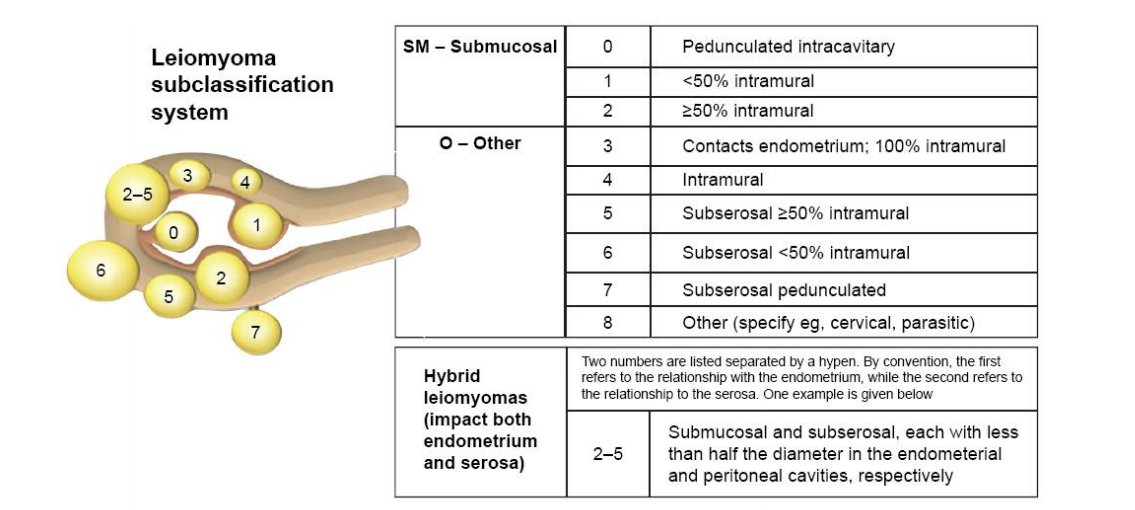 Leiomyoma
subclassification
system
2–5
3
4
0
1
6
2
5
7
SM – Submucosal
0
Pedunculated intracavitary
1
<50% intramural
2
≥50% intramural
O – Other
3
Contacts endometrium; 100% intramural
4
Intramural
5
Subserosal ≥50% intramural
6
Subserosal <50% intramural
7
Subserosal pedunculated
8
Other (specify eg, cervical, parasitic)
Hybrid
leiomyomas
(impact both
endometrium
and serosa)
Two numbers are listed separated by a hypen. By convention, the first
refers to the relationship with the endometrium, while the second refers to
the relationship to the serosa. One example is given below
2–5
Submucosal and subserosal, each with less
than half the diameter in the endometerial
and peritoneal cavities, respectively